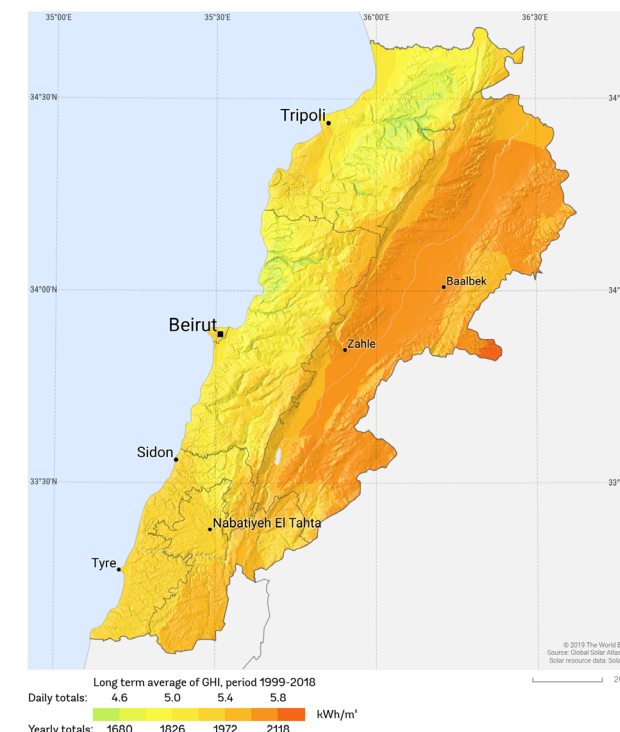 35°00'E 35°30'E 36°00'E 36°30'E
34°30'N 34°
Tripoli
Baalbek
34°00'N 34°
Beirut
Zahle
Sidon
33°30'N 33°
Nabatiyeh El Tahta
Tyre
© 2019 The World B
Source: Global Solar Atlas
Solar resource data: Sola
Long term average of GHI, period 1999-2018
Daily totals: 4.6 5.0 5.4 5.8
kWh/m²
Yearly totals: 1680 1826 1972 2118